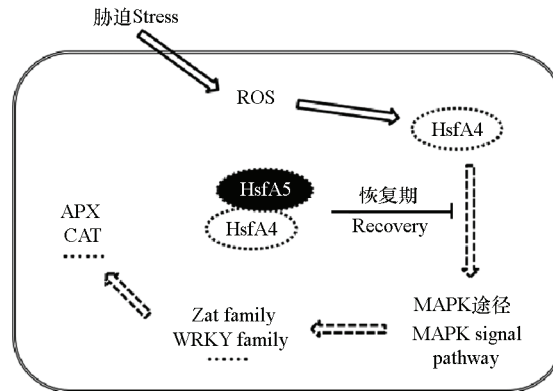 胁迫Stress
ROS
HsfA4
HsfA5
HsfA4
恢复期
Recovery
APX
CAT
Zat family
WRKY family
MAPK途径
MAPK signal
pathway